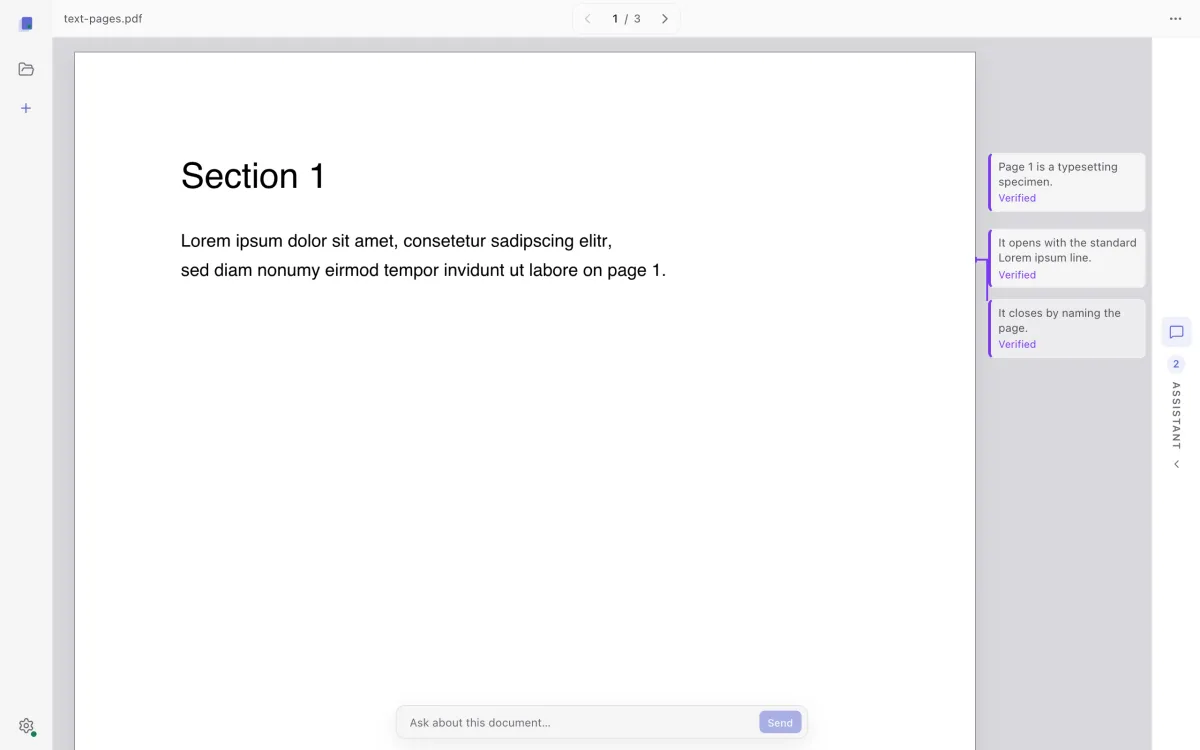 text-pages.pdf
1 / 3
Section 1
Lorem ipsum dolor sit amet, consetetur sadipscing elitr,
sed diam nonumy eirmod tempor invidunt ut labore on page 1.
Page 1 is a typesetting
specimen.
Verified
It opens with the standard
Lorem ipsum line.
Verified
It closes by naming the
page.
Verified
2
ASSISTANT
Ask about this document...
Send